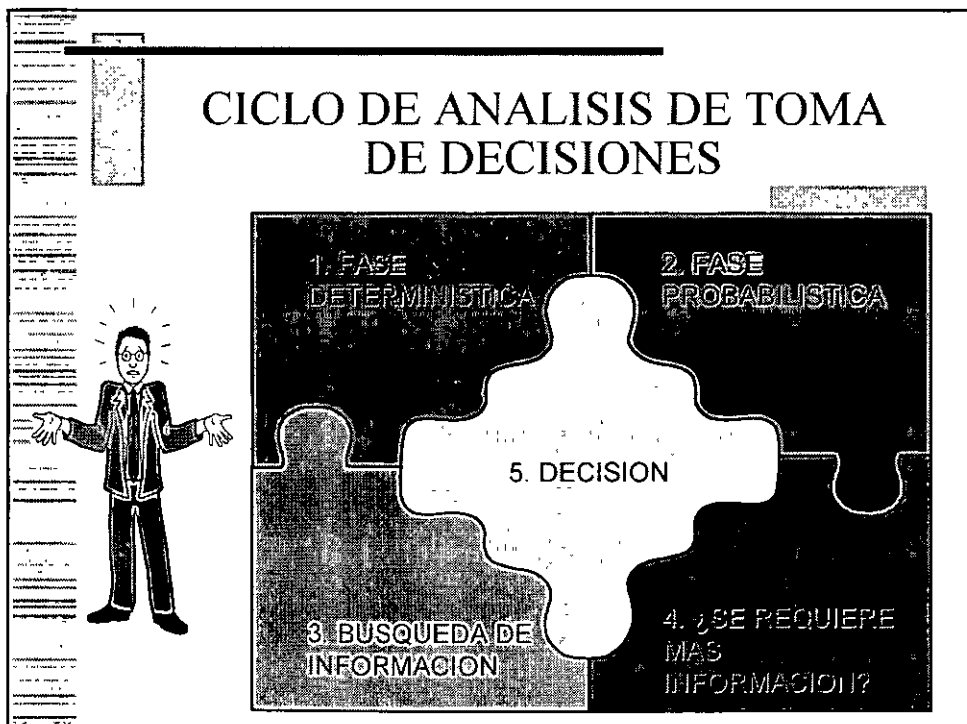 CICLO DE ANALISIS DE TOMA
DE DECISIONES
1. FASE
DETERMINISTICA
2. FASE
PROBABILISTICA
5. DECISION
3. BUSQUEDA DE
INFORMACION
4. ¿SE REQUIERE
MAS
INFORMACION?